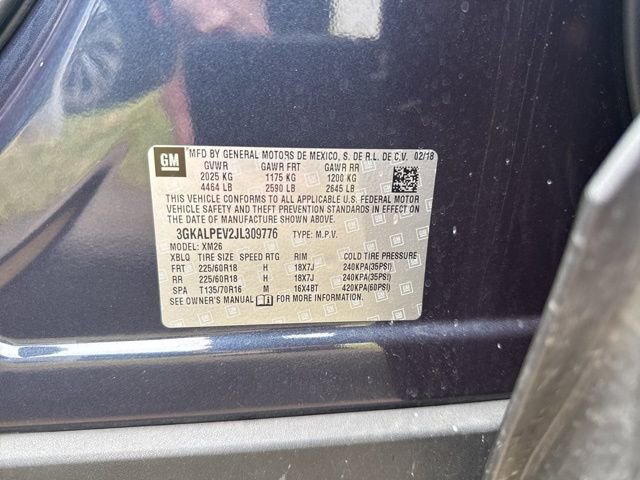 GM MFD BY GENERAL MOTORS DE MEXICO, S. DE R.L. DE C.V. 02/18
GVWR GAWR FRT GAWR RR
2025 KG 1175 KG 1200 KG
4464 LB 2590 LB 2645 LB
THIS VEHICLE CONFORMS TO ALL APPLICABLE U.S. FEDERAL MOTOR
VEHICLE SAFETY AND THEFT PREVENTION STANDARDS IN EFFECT ON
THE DATE OF MANUFACTURE SHOWN ABOVE.
3GKALPEV2JL309776 TYPE: M.P.V.
MODEL: XM26
XBLQ TIRE SIZE SPEED RTG RIM COLD TIRE PRESSURE
FRT 225/60R18 H 18X7J 240KPA(35PSI)
RR 225/60R18 H 18X7J 240KPA(35PSI)
SPA T135/70R16 M 16X4BT 420KPA(60PSI)
SEE OWNER'S MANUAL FOR MORE INFORMATION.